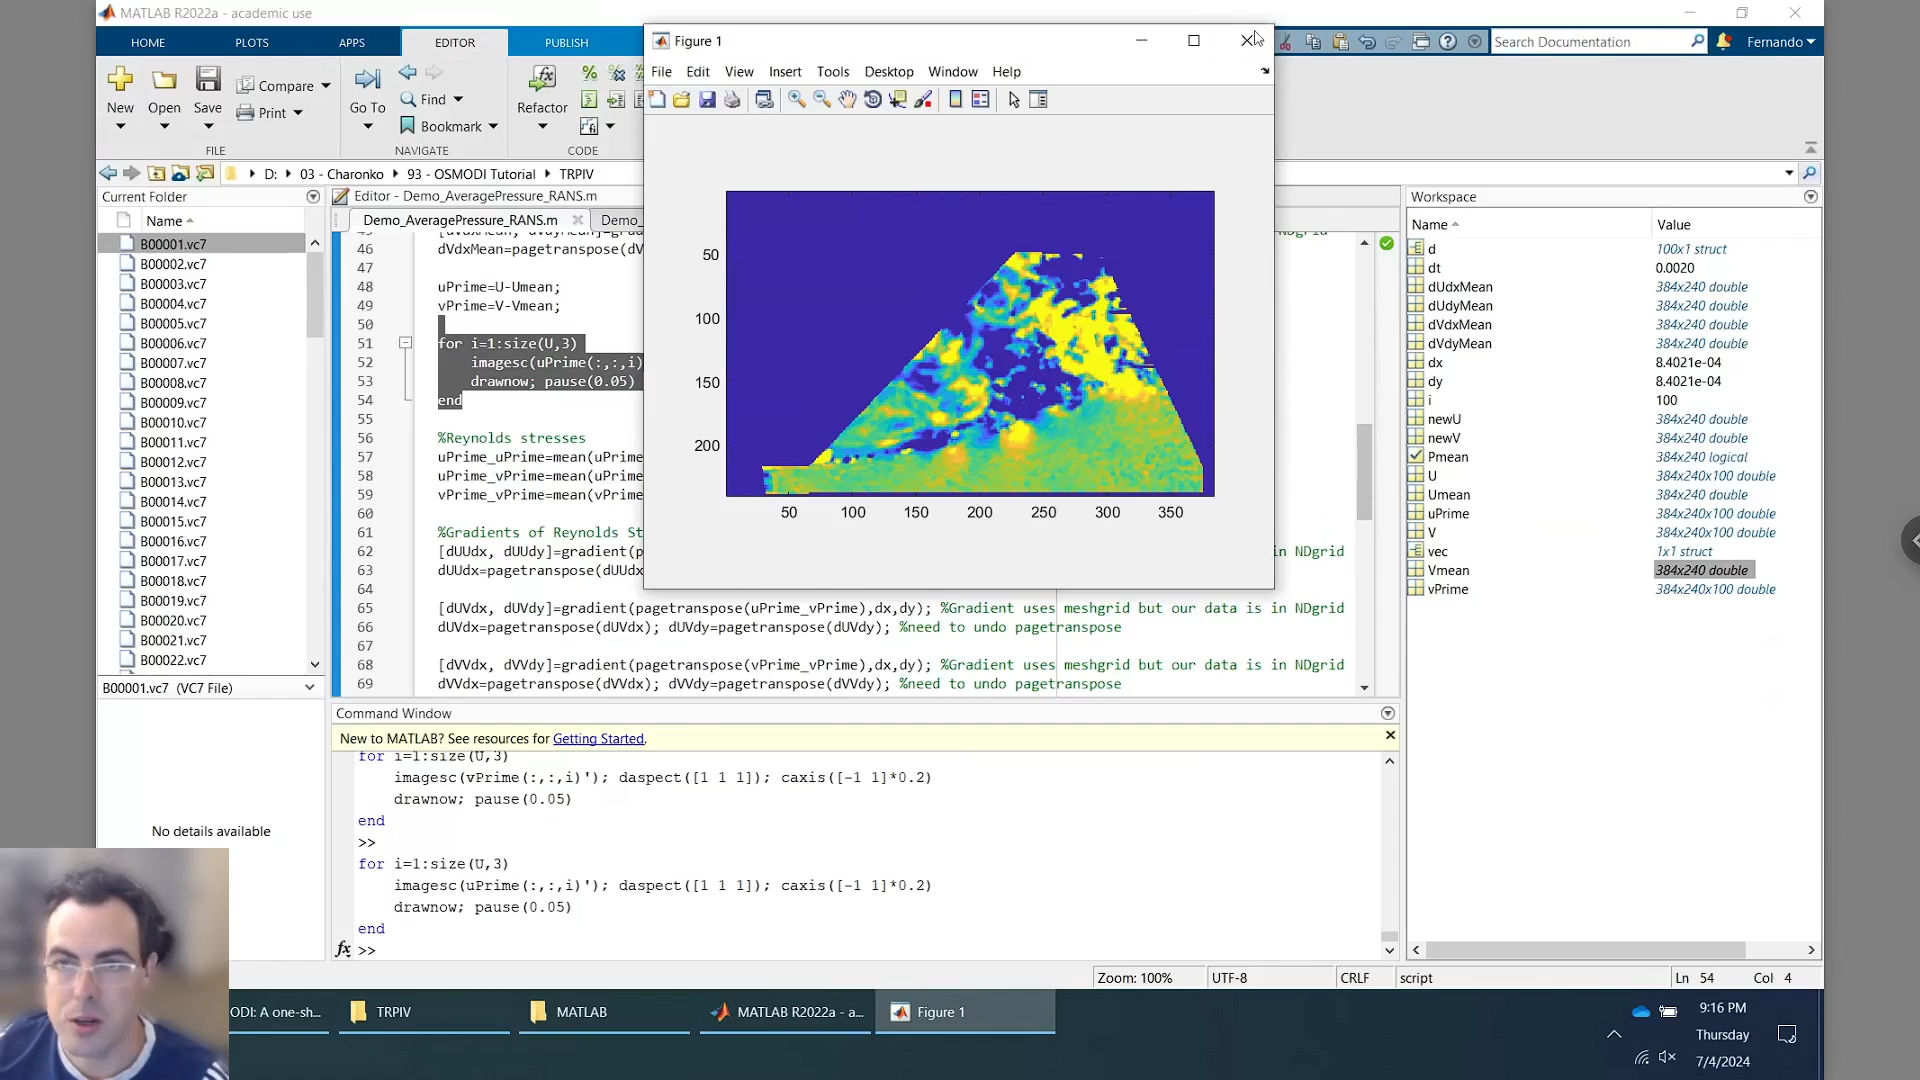 MATLAB R2022a - academic use
HOME PLOTS APPS EDITOR PUBLISH
Search Documentation
Fernando
New Open Save Compare Print
FILE
Go To Find Bookmark
NAVIGATE
Refactor
CODE
D: 03 - Charonko 93 - OSMODI Tutorial TRPIV
Current Folder
Name
B00001.vc7
B00002.vc7
B00003.vc7
B00004.vc7
B00005.vc7
B00006.vc7
B00007.vc7
B00008.vc7
B00009.vc7
B00010.vc7
B00011.vc7
B00012.vc7
B00013.vc7
B00014.vc7
B00015.vc7
B00016.vc7
B00017.vc7
B00018.vc7
B00019.vc7
B00020.vc7
B00021.vc7
B00022.vc7
B00001.vc7 (VC7 File)
No details available
Editor - Demo_AveragePressure_RANS.m
Demo_AveragePressure_RANS.m Demo_
46 dVdxMean=pagetranspose(dV
47
48 uPrime=U-Umean;
49 vPrime=V-Vmean;
50
51 for i=1:size(U,3)
52 imagesc(uPrime(:,:,i)
53 drawnow; pause(0.05)
54 end
55
56 %Reynolds stresses
57 uPrime_uPrime=mean(uPrime
58 uPrime_vPrime=mean(uPrime
59 vPrime_vPrime=mean(vPrime
60
61 %Gradients of Reynolds St
62 [dUUdx, dUUdy]=gradient(p in NDgrid
63 dUUdx=pagetranspose(dUUdx
64
65 [dUVdx, dUVdy]=gradient(pagetranspose(uPrime_vPrime),dx,dy); %Gradient uses meshgrid but our data is in NDgrid
66 dUVdx=pagetranspose(dUVdx); dUVdy=pagetranspose(dUVdy); %need to undo pagetranspose
67
68 [dVVdx, dVVdy]=gradient(pagetranspose(vPrime_vPrime),dx,dy); %Gradient uses meshgrid but our data is in NDgrid
69 dVVdx=pagetranspose(dVVdx); dVVdy=pagetranspose(dVVdy); %need to undo pagetranspose
Figure 1
File Edit View Insert Tools Desktop Window Help
50
100
150
200
50 100 150 200 250 300 350
Command Window
New to MATLAB? See resources for Getting Started.
for i=1:size(U,3)
imagesc(vPrime(:,:,i)'); daspect([1 1 1]); caxis([-1 1]*0.2)
drawnow; pause(0.05)
end
>>
for i=1:size(U,3)
imagesc(uPrime(:,:,i)'); daspect([1 1 1]); caxis([-1 1]*0.2)
drawnow; pause(0.05)
end
fx >>
Workspace
Name Value
d 100x1 struct
dt 0.0020
dUdxMean 384x240 double
dUdyMean 384x240 double
dVdxMean 384x240 double
dVdyMean 384x240 double
dx 8.4021e-04
dy 8.4021e-04
i 100
newU 384x240 double
newV 384x240 double
Pmean 384x240 logical
U 384x240x100 double
Umean 384x240 double
uPrime 384x240x100 double
V 384x240x100 double
vec 1x1 struct
Vmean 384x240 double
vPrime 384x240x100 double
Zoom: 100% UTF-8 CRLF script Ln 54 Col 4
ODI: A one-sh... TRPIV MATLAB MATLAB R2022a - a... Figure 1
9:16 PM
Thursday
7/4/2024